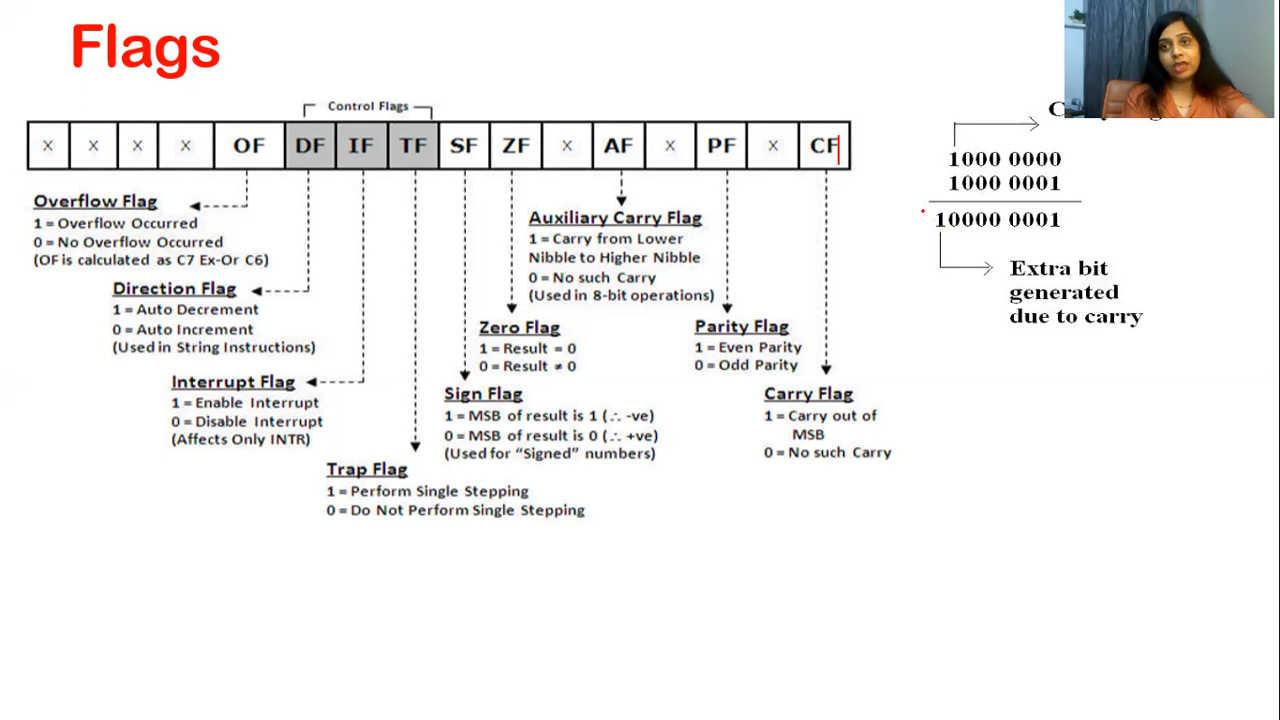 Flags
Control Flags
x x x x OF DF IF TF SF ZF x AF x PF x CF
Overflow Flag
1 = Overflow Occurred
0 = No Overflow Occurred
(OF is calculated as C7 Ex-Or C6)
Direction Flag
1 = Auto Decrement
0 = Auto Increment
(Used in String Instructions)
Interrupt Flag
1 = Enable Interrupt
0 = Disable Interrupt
(Affects Only INTR)
Trap Flag
1 = Perform Single Stepping
0 = Do Not Perform Single Stepping
Sign Flag
1 = MSB of result is 1 (∴ -ve)
0 = MSB of result is 0 (∴ +ve)
(Used for “Signed” numbers)
Zero Flag
1 = Result = 0
0 = Result ≠ 0
Auxiliary Carry Flag
1 = Carry from Lower
Nibble to Higher Nibble
0 = No such Carry
(Used in 8-bit operations)
Parity Flag
1 = Even Parity
0 = Odd Parity
Carry Flag
1 = Carry out of
MSB
0 = No such Carry
1000 0000
1000 0001
10000 0001
Extra bit
generated
due to carry